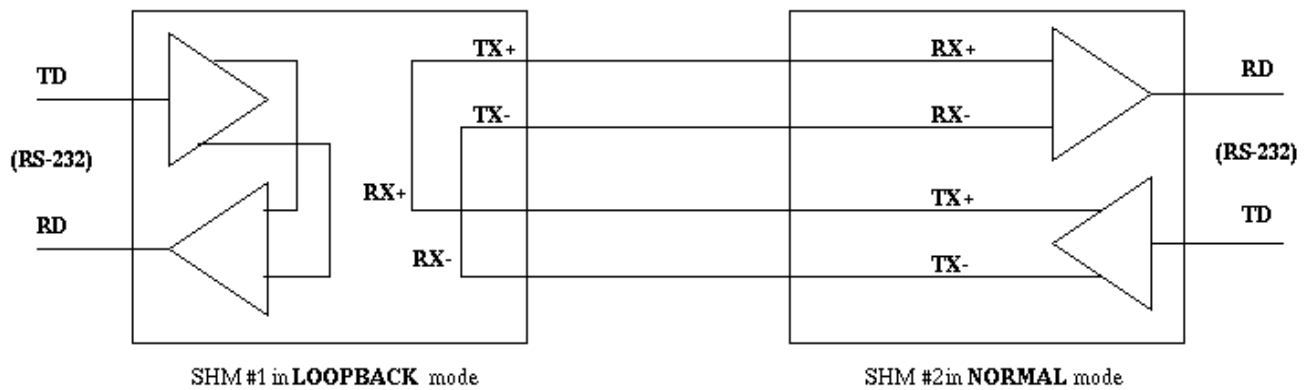 TX+
RX+
TD
RD
TX-
RX-
(RS-232)
(RS-232)
RX+
TX+
RD
TD
RX-
TX-
SHM #1 in LOOPBACK mode
SHM #2 in NORMAL mode